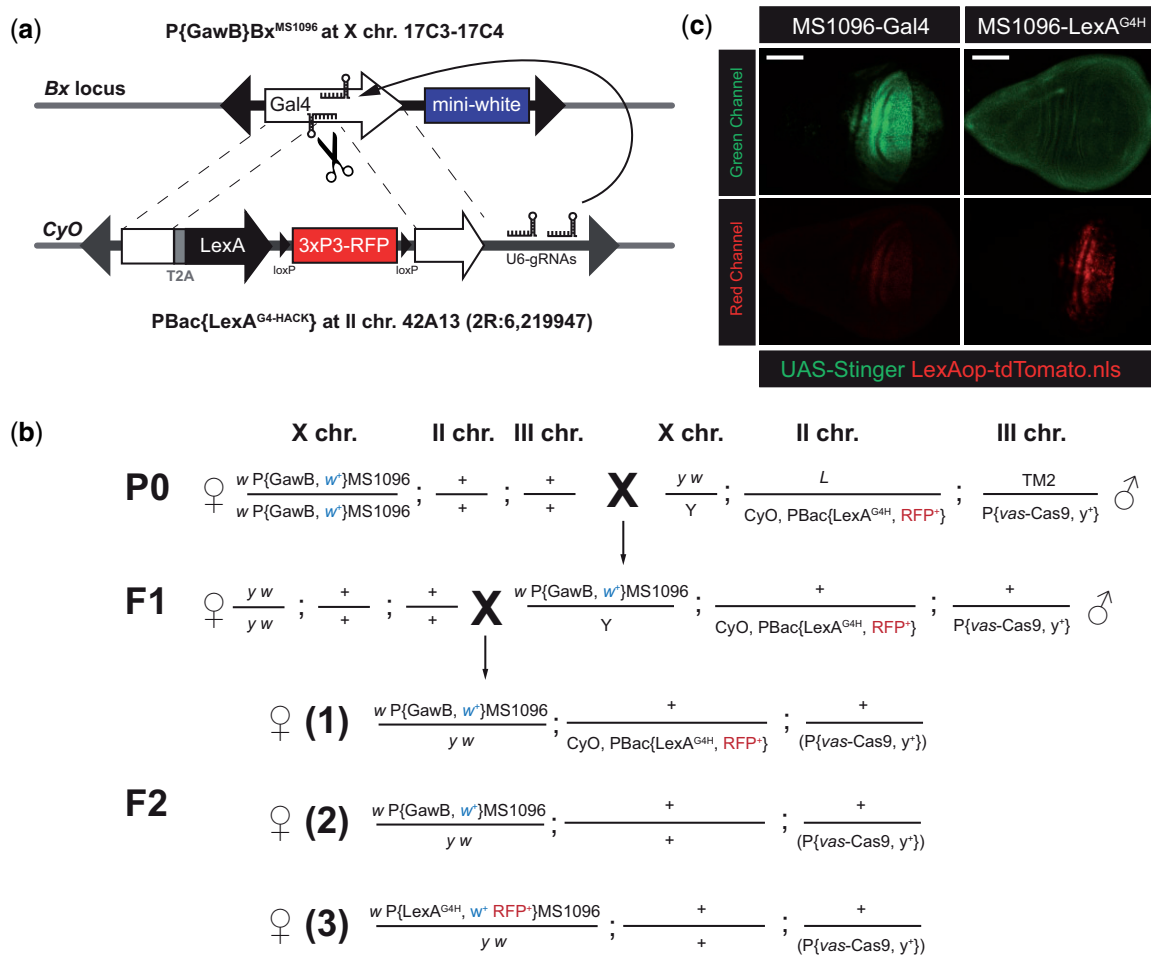 (a)
P{GawB}Bx^MS1096 at X chr. 17C3-17C4
Bx locus
Gal4
mini-white
CyO
LexA
3xP3-RFP
T2A
loxP
loxP
U6-gRNAs
PBac{LexA^G4-HACK} at II chr. 42A13 (2R:6,219947)
(c)
MS1096-Gal4
MS1096-LexA^G4H
Green Channel
Red Channel
UAS-Stinger LexAop-tdTomato.nls
(b)
X chr. II chr. III chr. X chr. II chr. III chr.
P0
♀ w P{GawB, w⁺}MS1096 ; + ; + X y w ; L ; TM2 ♂
w P{GawB, w⁺}MS1096 + + Y CyO, PBac{LexA^G4H, RFP⁺} P{vas-Cas9, y⁺}
F1
♀ y w ; + ; + X w P{GawB, w⁺}MS1096 ; + ; + ♂
y w + + Y CyO, PBac{LexA^G4H, RFP⁺} P{vas-Cas9, y⁺}
F2
♀ (1) w P{GawB, w⁺}MS1096 ; + ; +
y w CyO, PBac{LexA^G4H, RFP⁺} (P{vas-Cas9, y⁺})
♀ (2) w P{GawB, w⁺}MS1096 ; + ; +
y w + (P{vas-Cas9, y⁺})
♀ (3) w P{LexA^G4H, w⁺ RFP⁺}MS1096 ; + ; +
y w + (P{vas-Cas9, y⁺})